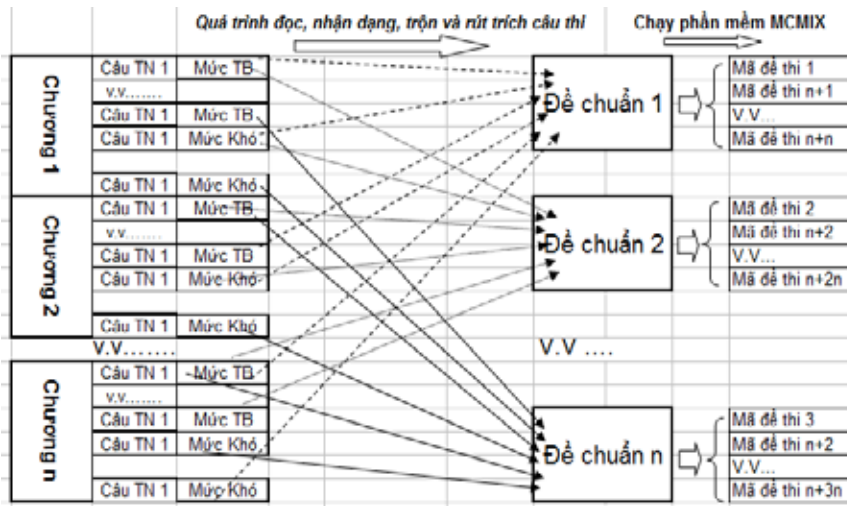 Quá trình đọc, nhận dạng, trộn và rút trích câu thi
Chạy phần mềm MCMIX
Chương 1
Câu TN 1 Mức TB
v.v.......
Câu TN 1 Mức TB
Câu TN 1 Mức Khó
Câu TN 1 Mức Khó
Chương 2
Câu TN 1 Mức TB
v.v.......
Câu TN 1 Mức TB
Câu TN 1 Mức Khó
Câu TN 1 Mức Khó
V.V.......
Chương n
Câu TN 1 Mức TB
v.v.......
Câu TN 1 Mức TB
Câu TN 1 Mức Khó
Câu TN 1 Mức Khó
Đề chuẩn 1
Mã đề thi 1
Mã đề thi n+1
V.V...
Mã đề thi n+n
Đề chuẩn 2
Mã đề thi 2
Mã đề thi n+2
V.V...
Mã đề thi n+2n
V.V ....
Đề chuẩn n
Mã đề thi 3
Mã đề thi n+2
V.V...
Mã đề thi n+3n